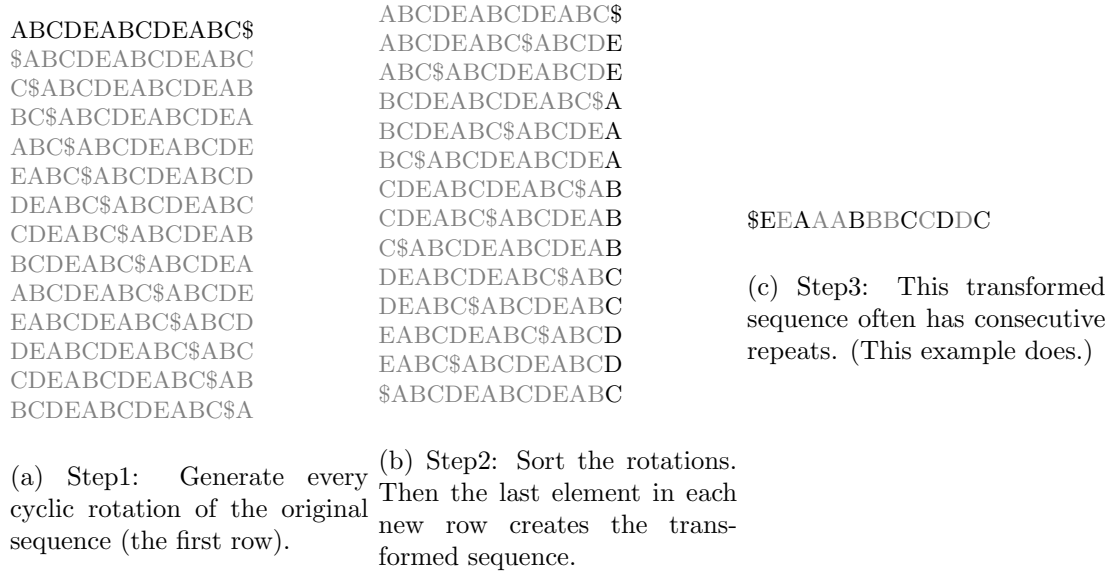 ABCDEABCDEABC$
$ABCDEABCDEABC
C$ABCDEABCDEAB
BC$ABCDEABCDEA
ABC$ABCDEABCDE
EABC$ABCDEABCD
DEABC$ABCDEABC
CDEABC$ABCDEAB
BCDEABC$ABCDEA
ABCDEABC$ABCDE
EABCDEABC$ABCD
DEABCDEABC$ABC
CDEABCDEABC$AB
BCDEABCDEABC$A
(a) Step1: Generate every
cyclic rotation of the original
sequence (the first row).
ABCDEABCDEABC$
ABCDEABC$ABCDE
ABC$ABCDEABCDE
BCDEABCDEABC$A
BCDEABC$ABCDEA
BC$ABCDEABCDEA
CDEABCDEABC$AB
CDEABC$ABCDEAB
C$ABCDEABCDEAB
DEABCDEABC$ABC
DEABC$ABCDEABC
EABCDEABC$ABCD
EABC$ABCDEABCD
$ABCDEABCDEABC
(b) Step2: Sort the rotations.
Then the last element in each
new row creates the trans-
formed sequence.
$EEAAABBBCCDDC
(c) Step3: This transformed
sequence often has consecutive
repeats. (This example does.)